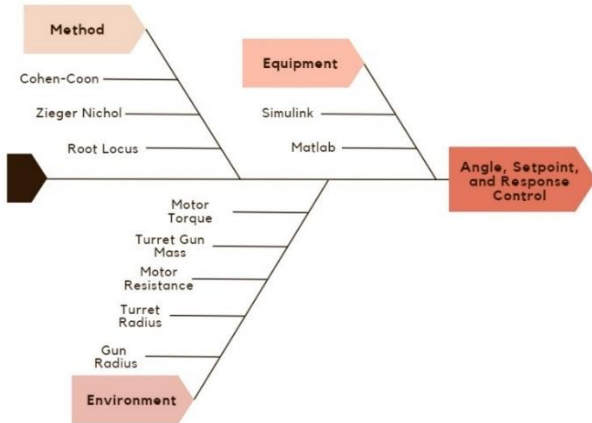 Method
Cohen-Coon
Zieger Nichol
Root Locus
Equipment
Simulink
Matlab
Angle, Setpoint,
and Response
Control
Motor
Torque
Turret Gun
Mass
Motor
Resistance
Turret
Radius
Gun
Radius
Environment